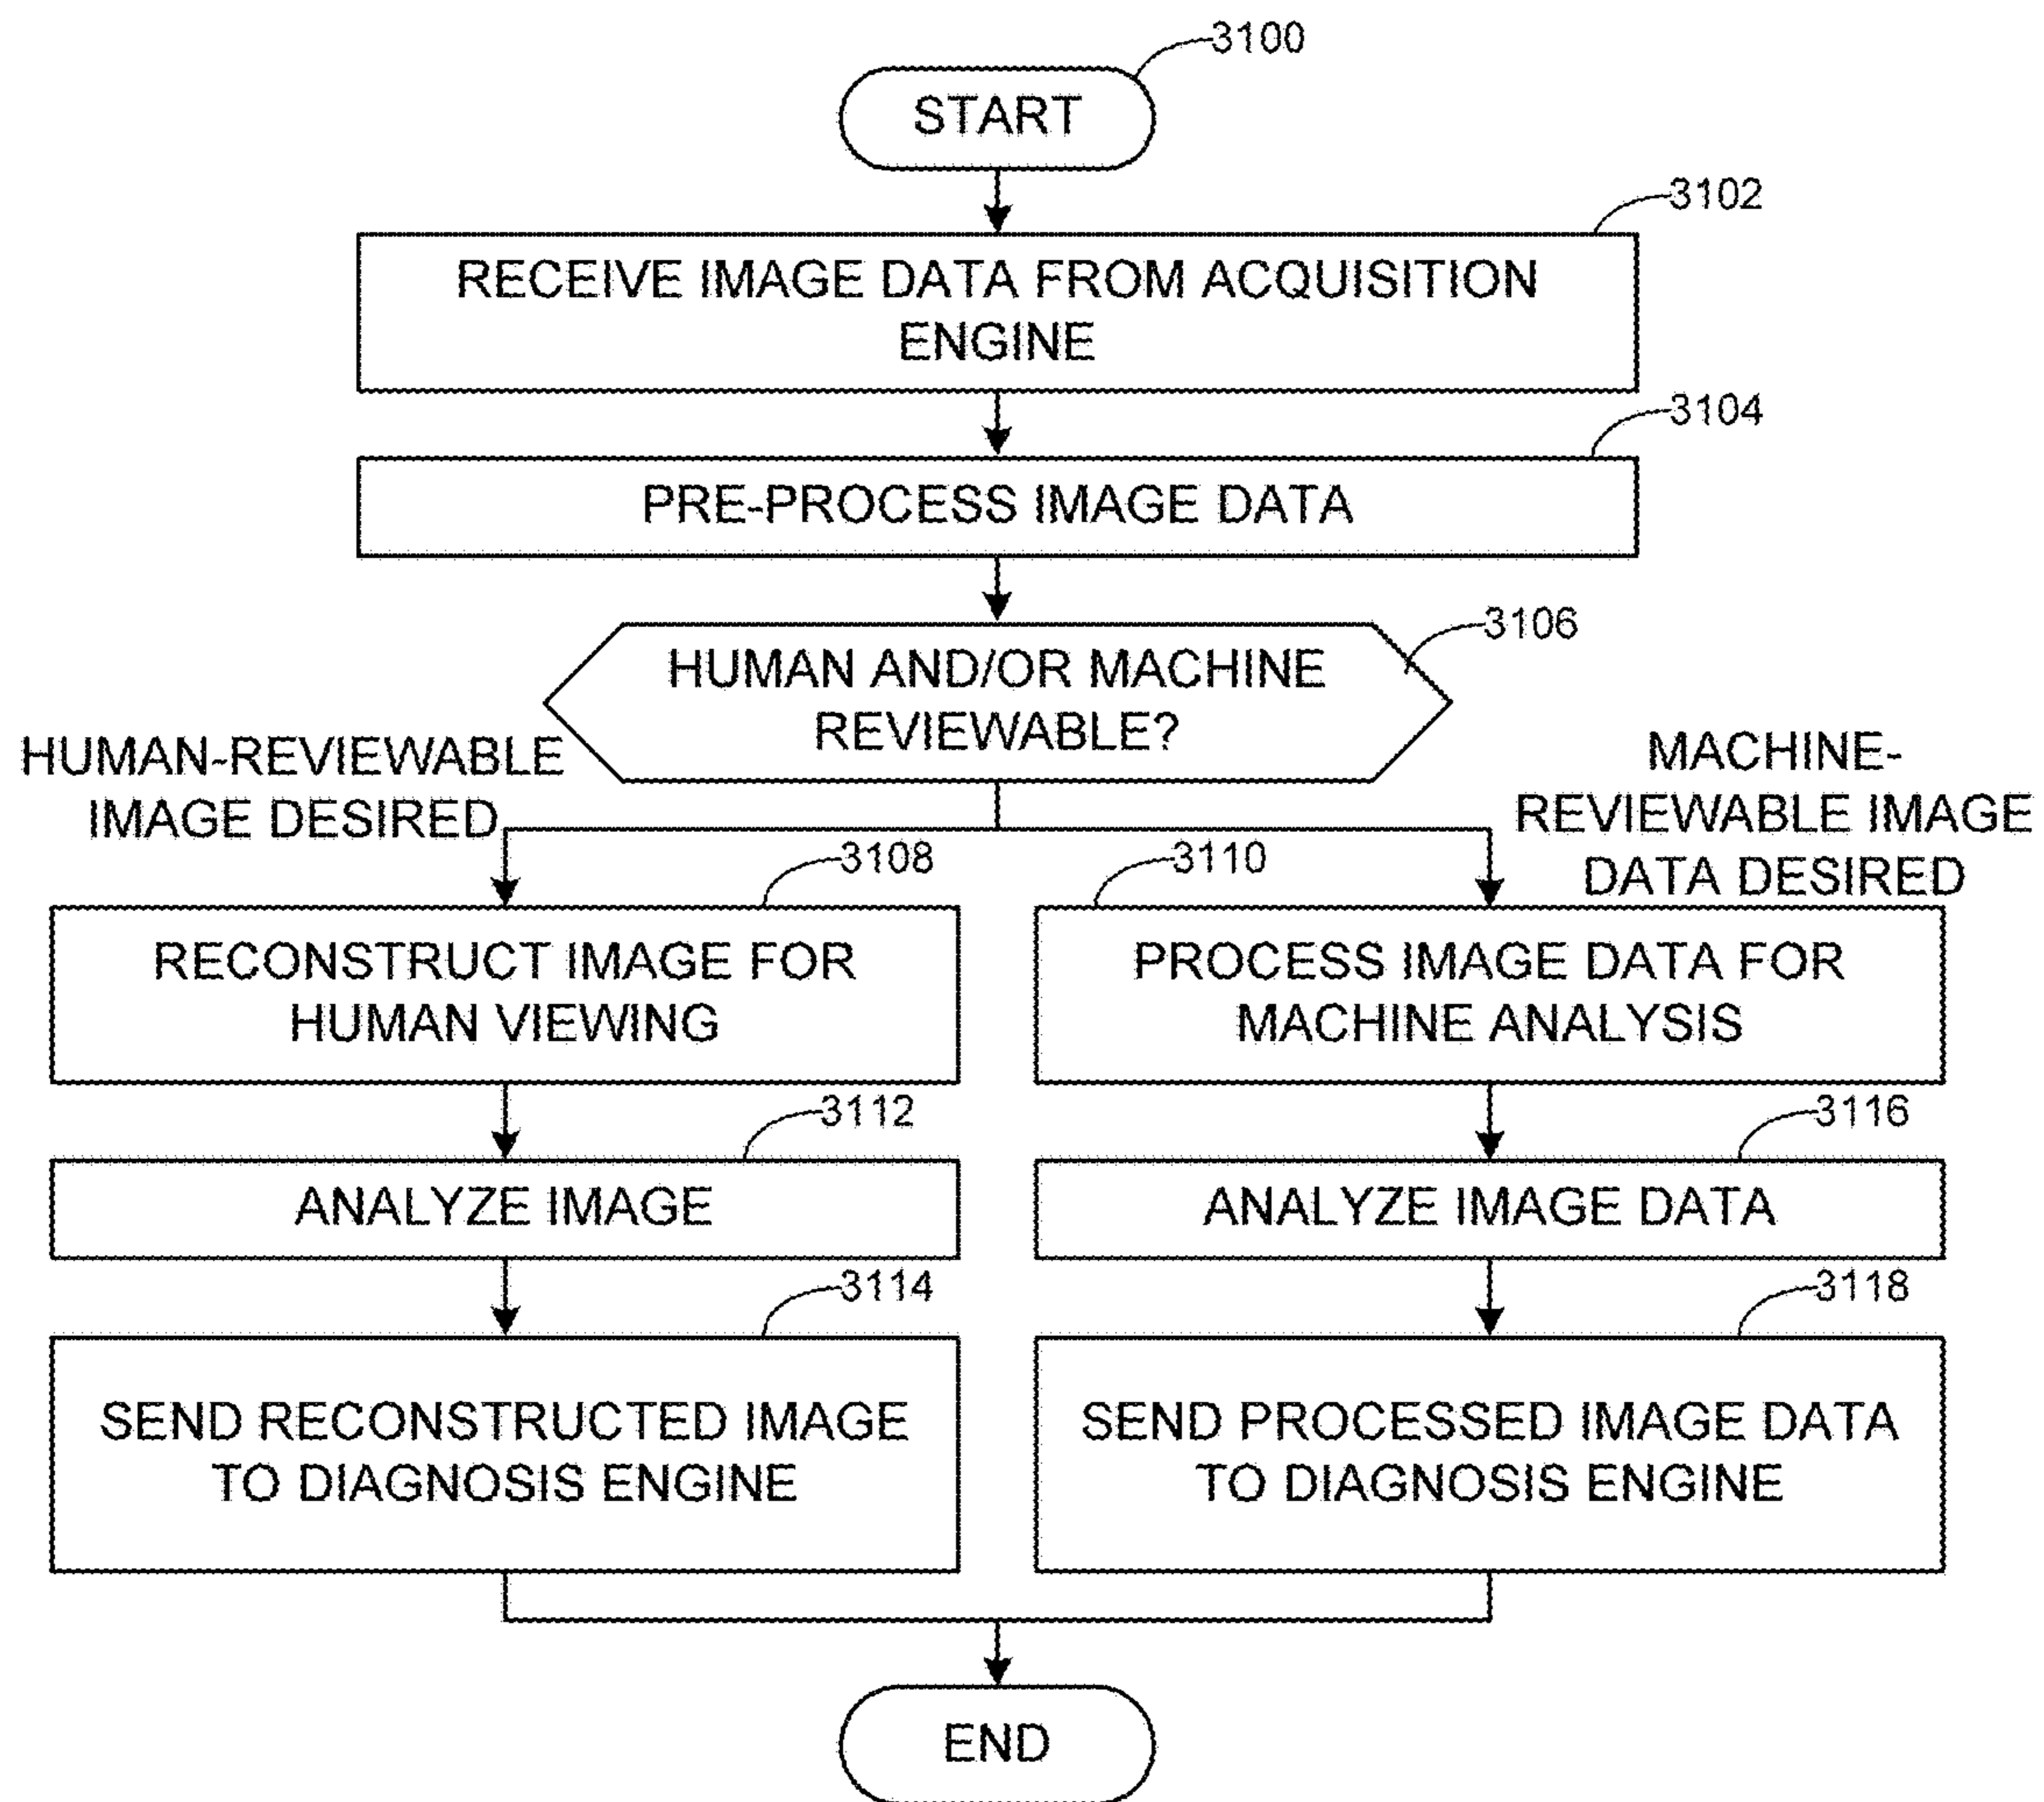 3100
START
3102
RECEIVE IMAGE DATA FROM ACQUISITION
ENGINE
3104
PRE-PROCESS IMAGE DATA
3106
HUMAN AND/OR MACHINE
REVIEWABLE?
HUMAN-REVIEWABLE
IMAGE DESIRED
MACHINE-
REVIEWABLE IMAGE
DATA DESIRED
3108
RECONSTRUCT IMAGE FOR
HUMAN VIEWING
3110
PROCESS IMAGE DATA FOR
MACHINE ANALYSIS
3112
ANALYZE IMAGE
3116
ANALYZE IMAGE DATA
3114
SEND RECONSTRUCTED IMAGE
TO DIAGNOSIS ENGINE
3118
SEND PROCESSED IMAGE DATA
TO DIAGNOSIS ENGINE
END